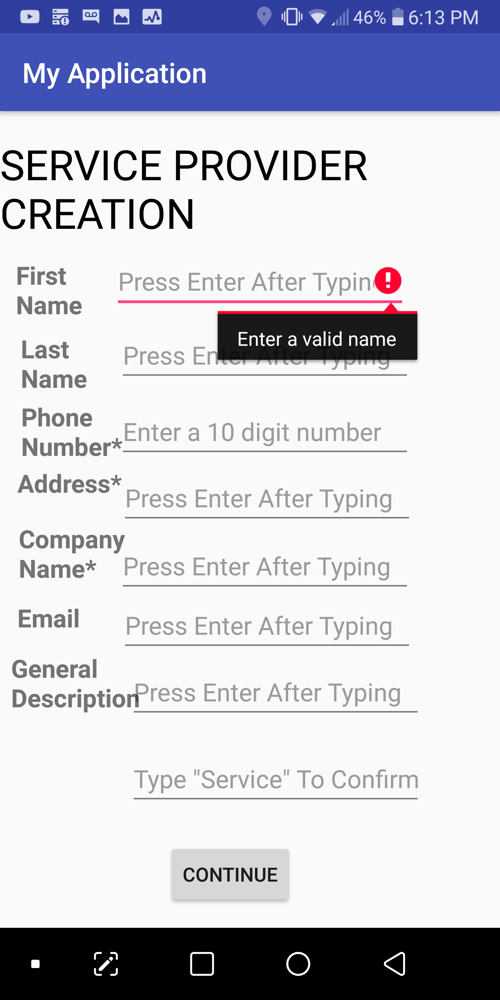 46% 6:13 PM
My Application
SERVICE PROVIDER
CREATION
First
Name
Press Enter After Typing
Enter a valid name
Last
Name
Press Enter After Typing
Phone
Number*
Enter a 10 digit number
Address*
Press Enter After Typing
Company
Name*
Press Enter After Typing
Email
Press Enter After Typing
General
Description
Press Enter After Typing
Type "Service" To Confirm
CONTINUE